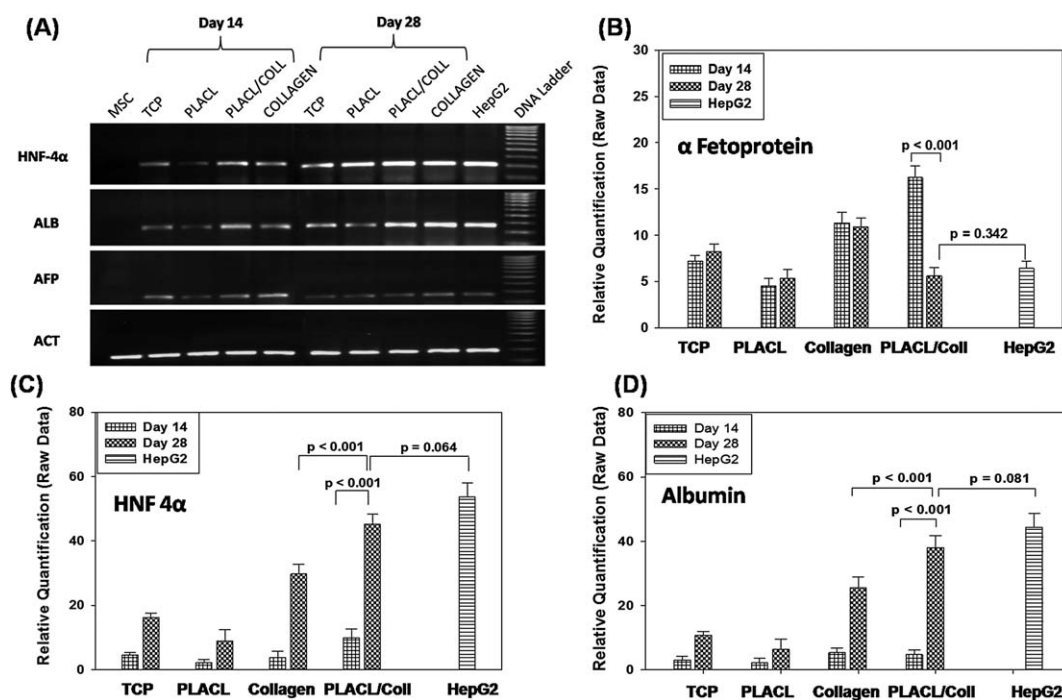 (A)
Day 14
Day 28
MSC
TCP
PLACL
PLACL/COLL
COLLAGEN
TCP
PLACL
PLACL/COLL
COLLAGEN
HepG2
DNA Ladder
HNF-4α
ALB
AFP
ACT
(B)
Relative Quantification (Raw Data)
30
25
20
15
10
5
0
Day 14
Day 28
HepG2
α Fetoprotein
p < 0.001
p = 0.342
TCP PLACL Collagen PLACL/Coll HepG2
(C)
Relative Quantification (Raw Data)
80
60
40
20
0
Day 14
Day 28
HepG2
HNF 4α
p < 0.001
p = 0.064
p < 0.001
TCP PLACL Collagen PLACL/Coll HepG2
(D)
Relative Quantification (Raw Data)
80
60
40
20
0
Day 14
Day 28
HepG2
Albumin
p < 0.001
p = 0.081
p < 0.001
TCP PLACL Collagen PLACL/Coll HepG2